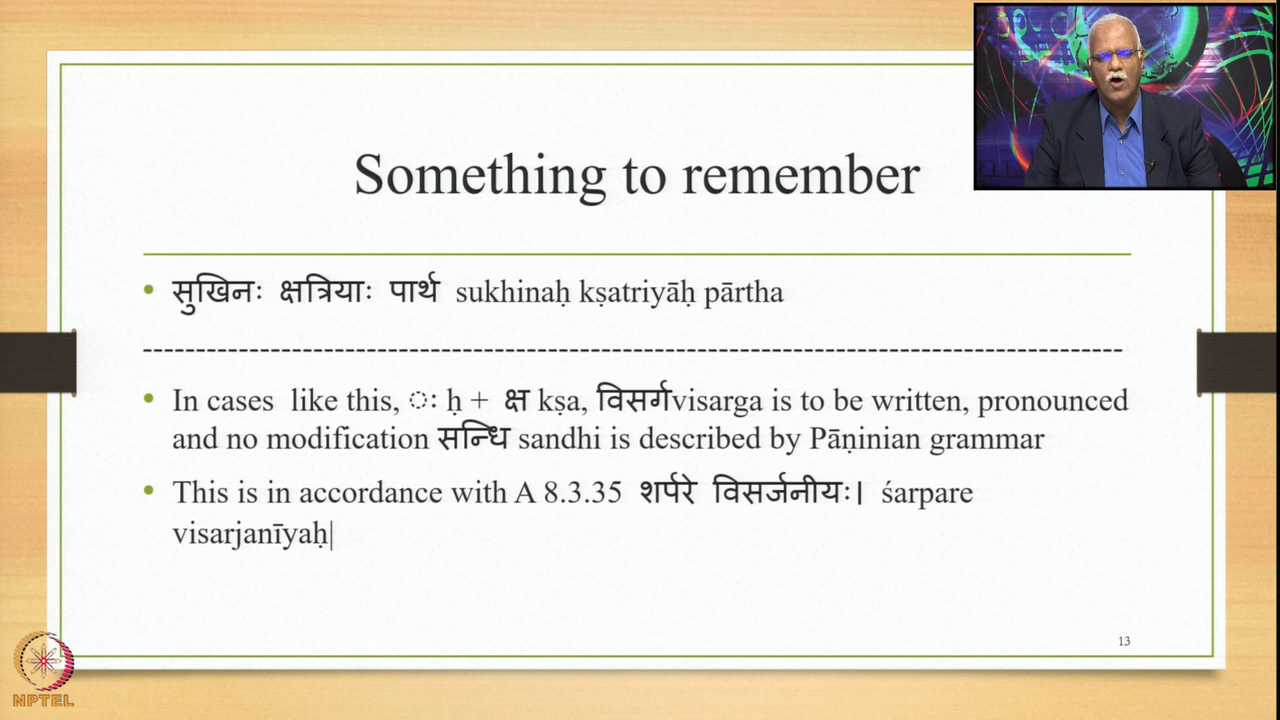 Something to remember
• सुखिनः क्षत्रियाः पार्थ sukhinaḥ kṣatriyāḥ pārtha
--------------------------------------------------------------------------------------------
• In cases like this, ः ḥ + क्ष kṣa, विसर्गvisarga is to be written, pronounced
and no modification सन्धि sandhi is described by Pāṇinian grammar
• This is in accordance with A 8.3.35 शर्परे विसर्जनीयः। śarpare
visarjanīyaḥ|
13
NPTEL